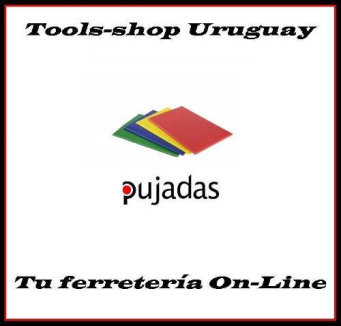 Tools-shop Uruguay
pujadas
Tu ferretería On-Line